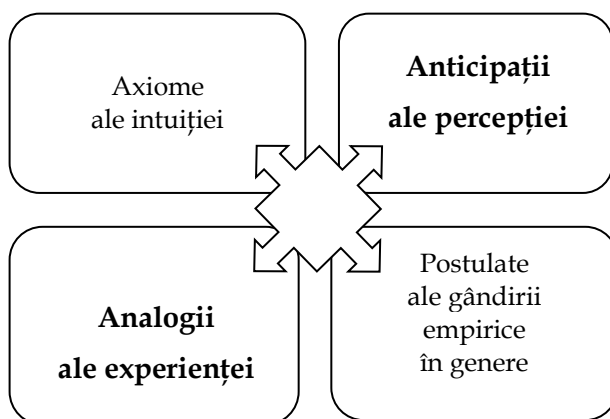 Axiome
ale intuiției
Anticipații
ale percepției
Analogii
ale experienței
Postulate
ale gândirii
empirice
în genere